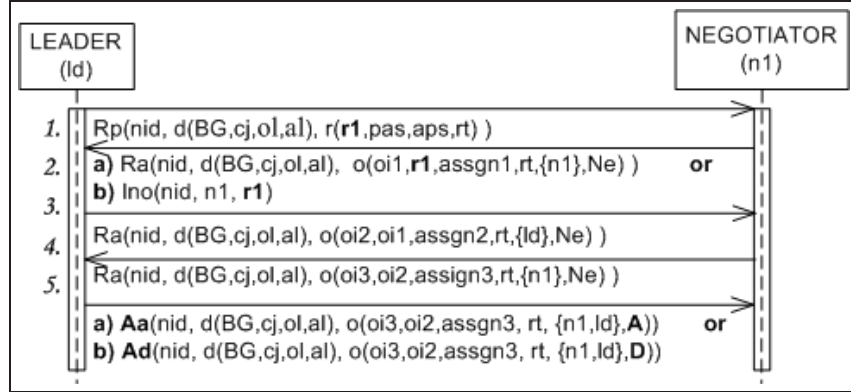 LEADER
(ld)
NEGOTIATOR
(n1)
1. Rp(nid, d(BG,cj,ol,al), r(r1,pas,aps,rt) )
2. a) Ra(nid, d(BG,cj,ol,al), o(oi1,r1,assgn1,rt,{n1},Ne) ) or
b) Ino(nid, n1, r1)
3.
4. Ra(nid, d(BG,cj,ol,al), o(oi2,oi1,assgn2,rt,{ld},Ne) )
5. Ra(nid, d(BG,cj,ol,al), o(oi3,oi2,assign3,rt,{n1},Ne) )
a) Aa(nid, d(BG,cj,ol,al), o(oi3,oi2,assgn3, rt, {n1,ld},A)) or
b) Ad(nid, d(BG,cj,ol,al), o(oi3,oi2,assgn3, rt, {n1,ld},D))